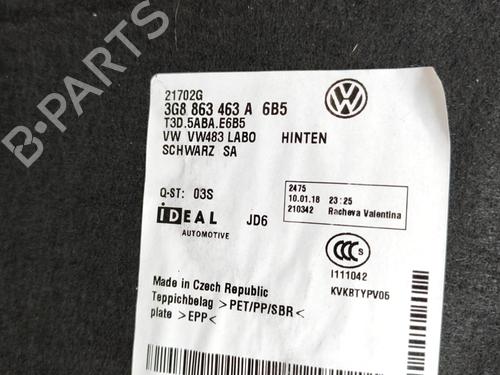 B-PARTS
21702G
3G8 863 463 A 6B5
T3D.5ABA.E6B5
VW VW483 LABO HINTEN
SCHWARZ SA
Q-ST: 03S
2475
10.01.18 23:25
210342 Racheva Valentina
iDEAL JD6
AUTOMOTIVE
CCC S
I111042
KVKBTYPV05
Made in Czech Republic
Teppichbelag >PET/PP/SBR<
plate >EPP<